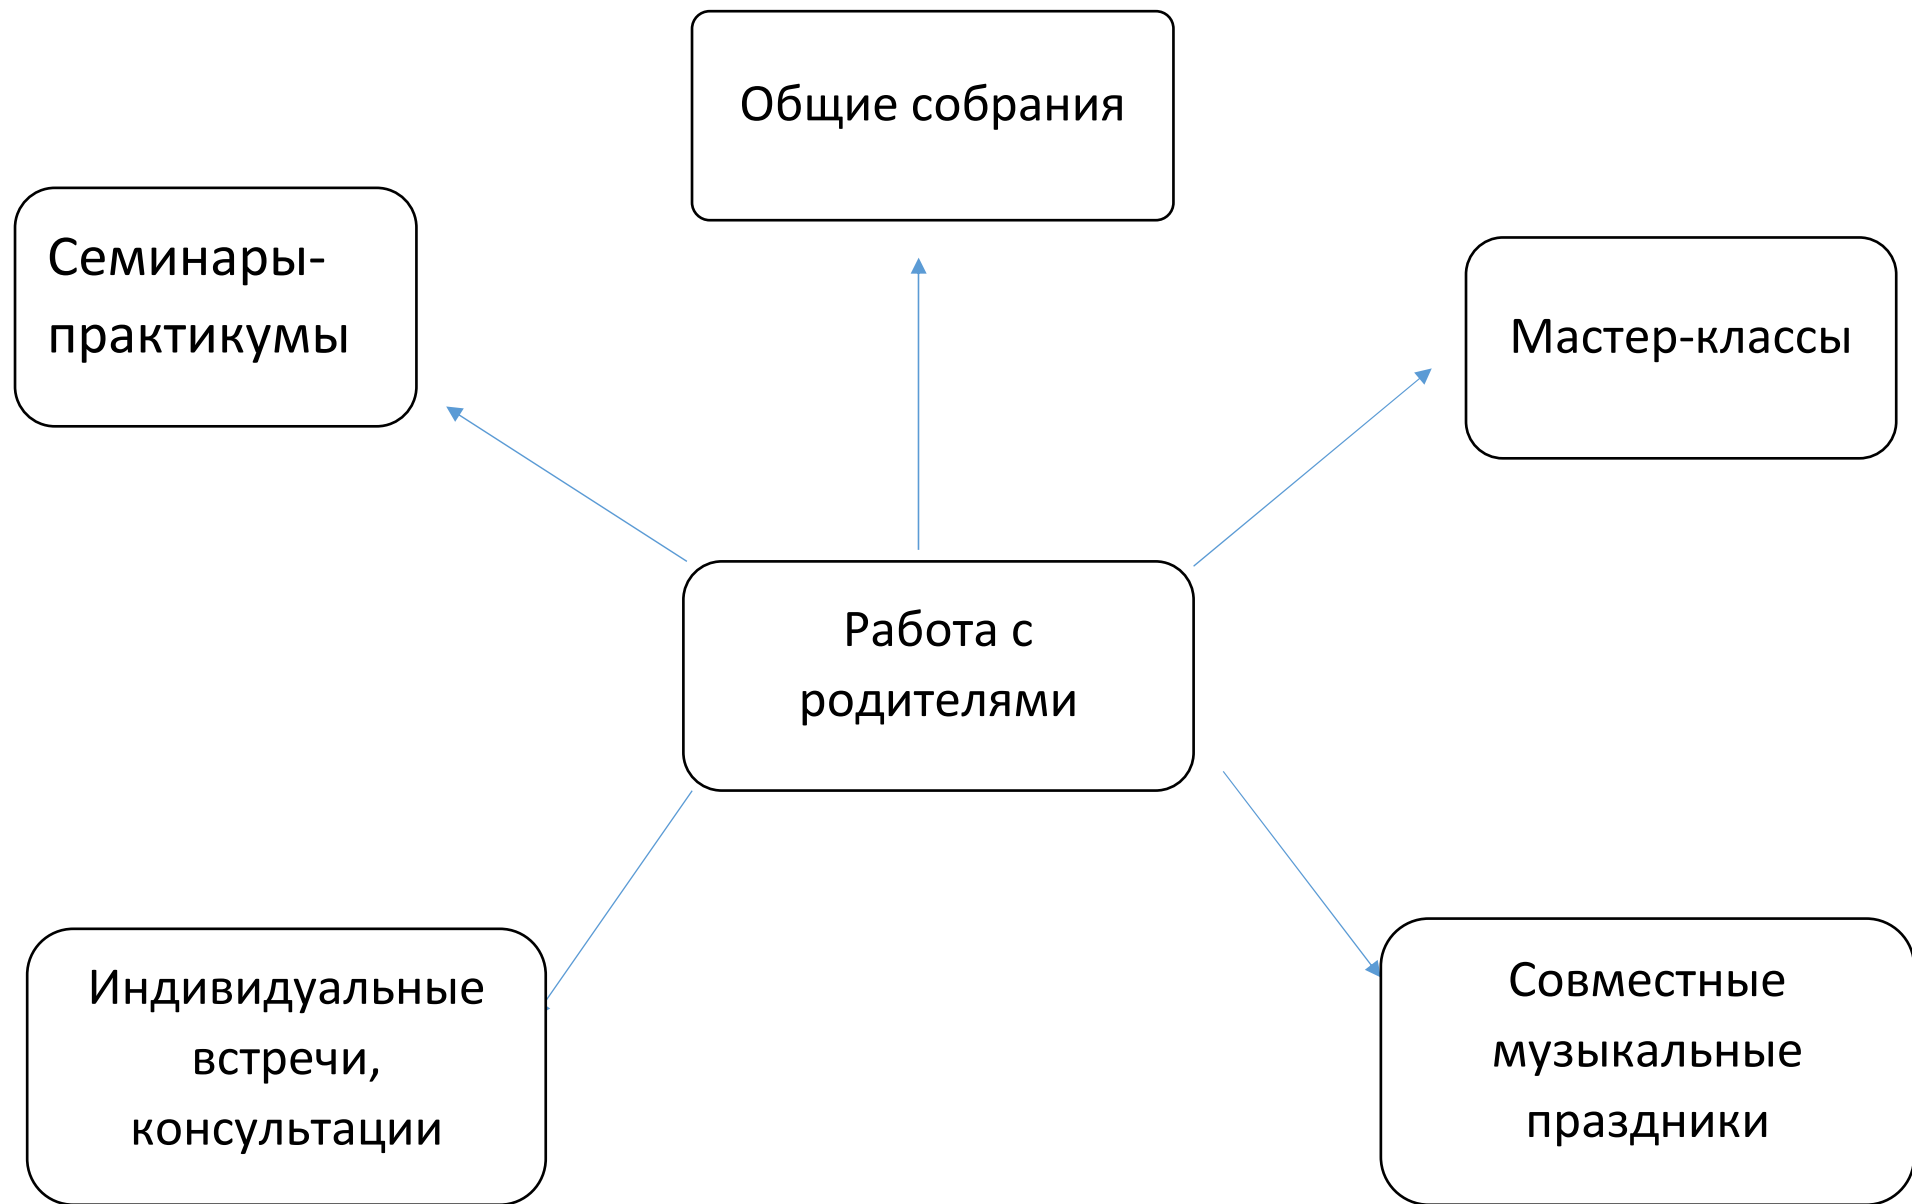 Общие собрания
Семинары-
практикумы
Мастер-классы
Работа с
родителями
Индивидуальные
встречи,
консультации
Совместные
музыкальные
праздники